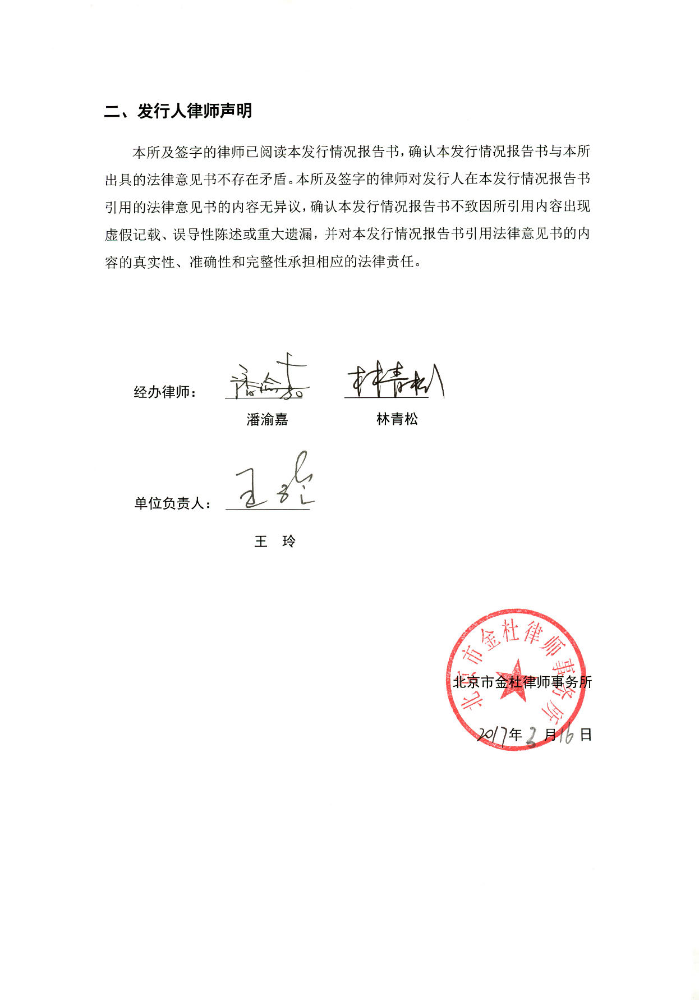 二、发行人律师声明
本所及签字的律师已阅读本发行情况报告书，确认本发行情况报告书与本所
出具的法律意见书不存在矛盾。本所及签字的律师对发行人在本发行情况报告书
引用的法律意见书的内容无异议，确认本发行情况报告书不致因所引用内容出现
虚假记载、误导性陈述或重大遗漏，并对本发行情况报告书引用法律意见书的内
容的真实性、准确性和完整性承担相应的法律责任。
潘渝嘉 林青松
经办律师：
潘渝嘉 林青松
王玲
单位负责人：
王 玲
北京市金杜律师事务所
北京市金杜律师事务所
2017年3月16日